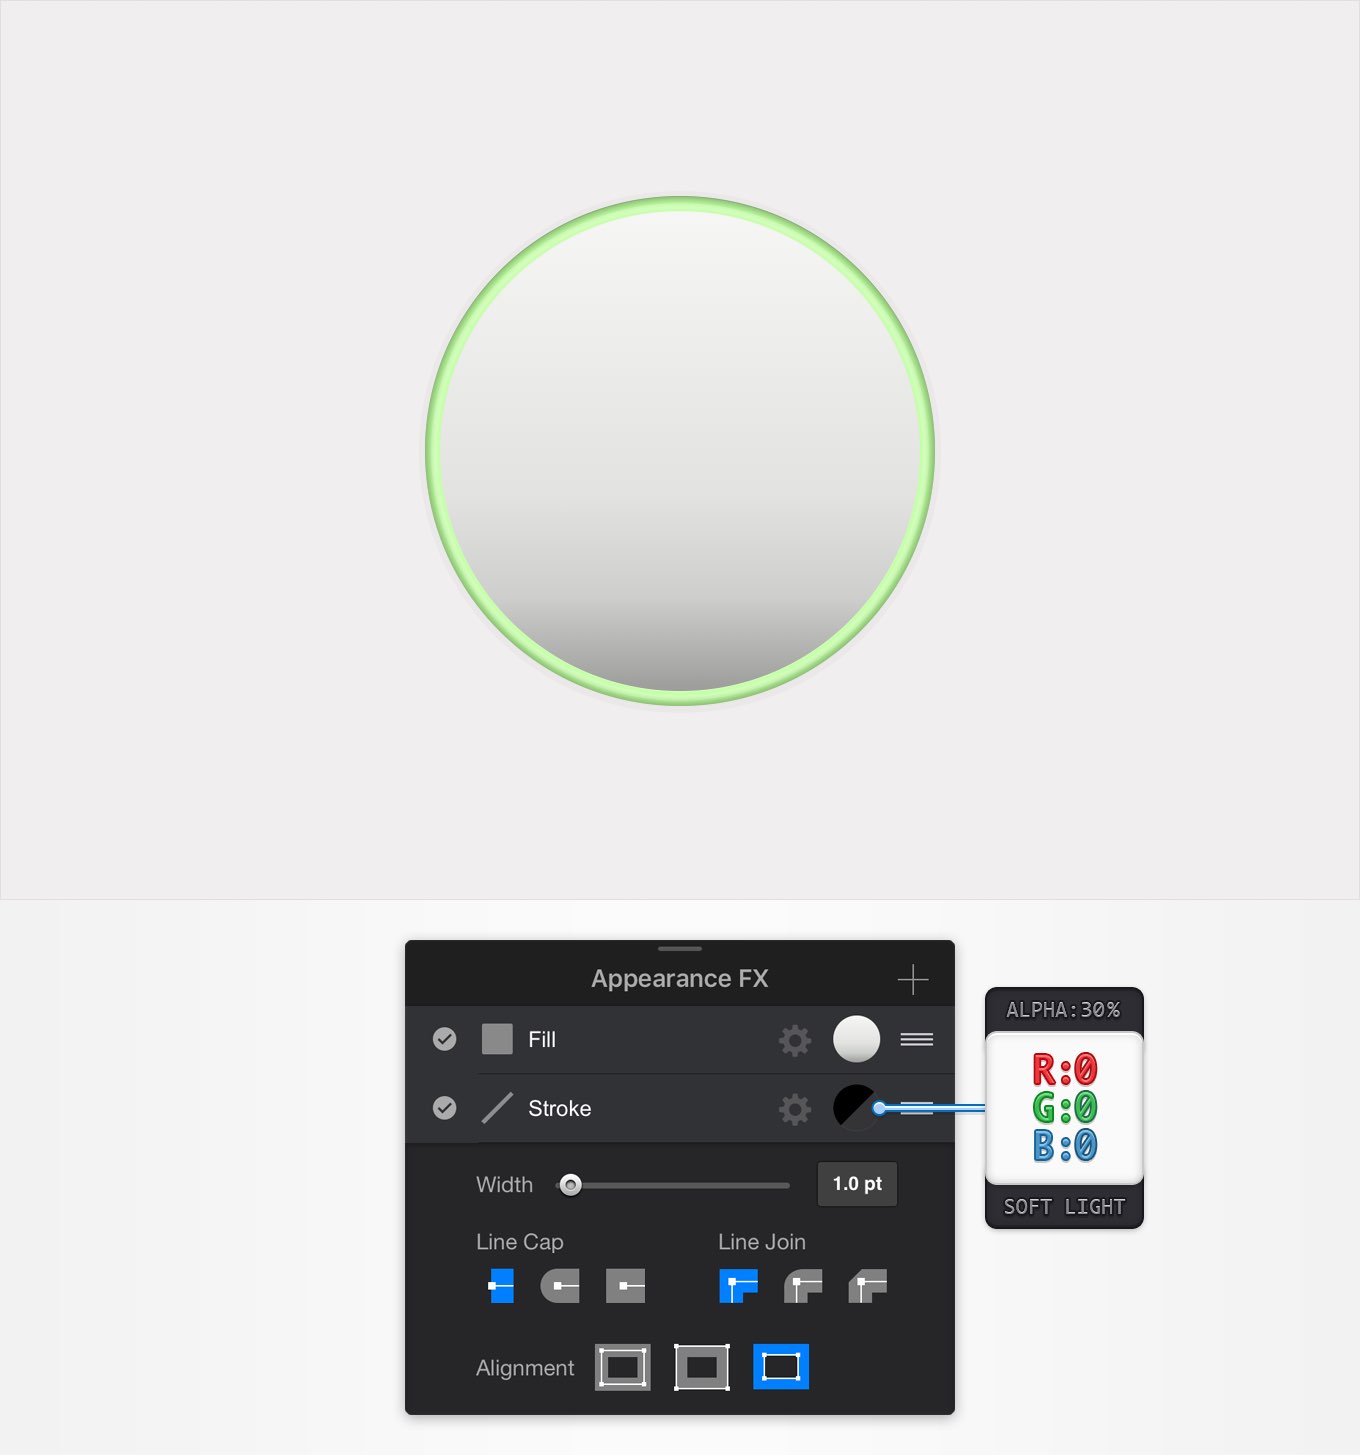 Appearance FX
Fill
Stroke
Width
1.0 pt
Line Cap
Line Join
Alignment
ALPHA:30%
R:0
G:0
B:0
SOFT LIGHT